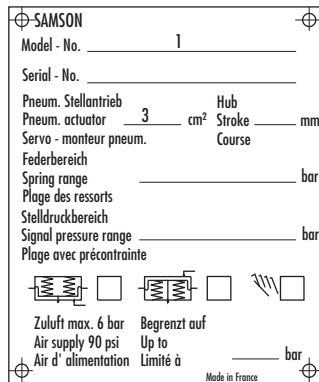 SAMSON
Model - No. 1
Serial - No.
Pneum. Stellantrieb Hub
Pneum. actuator 3 cm² Stroke mm
Servo - monteur pneum. Course
Federbereich
Spring range bar
Plage des ressorts
Stelldruckbereich
Signal pressure range bar
Plage avec précontrainte
Zuluft max. 6 bar Begrenzt auf
Air supply 90 psi Up to
Air d' alimentation Limité à bar
Made in France